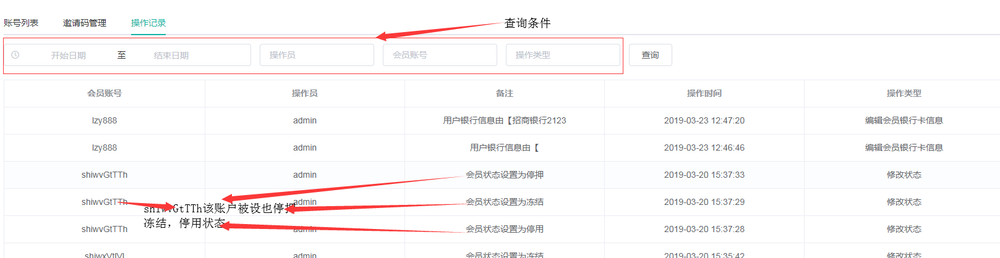 账号列表 邀请码管理 操作记录
查询条件
开始日期 至 结束日期 操作员 会员账号 操作类型 查询
会员账号 操作员 备注 操作时间 操作类型
lzy888 admin 用户银行信息由【招商银行2123 2019-03-23 12:47:20 编辑会员银行卡信息
lzy888 admin 用户银行信息由【 2019-03-23 12:46:46 编辑会员银行卡信息
shiwvGtTTh admin 会员状态设置为停押 2019-03-20 15:37:33 修改状态
shiwvGtTTh admin 会员状态设置为冻结 2019-03-20 15:37:29 修改状态
shiwvGtTTh该账户被设也停押
冻结，停用状态
shiwvGtTTh admin 会员状态设置为停用 2019-03-20 15:37:28 修改状态
admin 会员状态设置为冻结 2019-03-20 15:35:42 修改状态